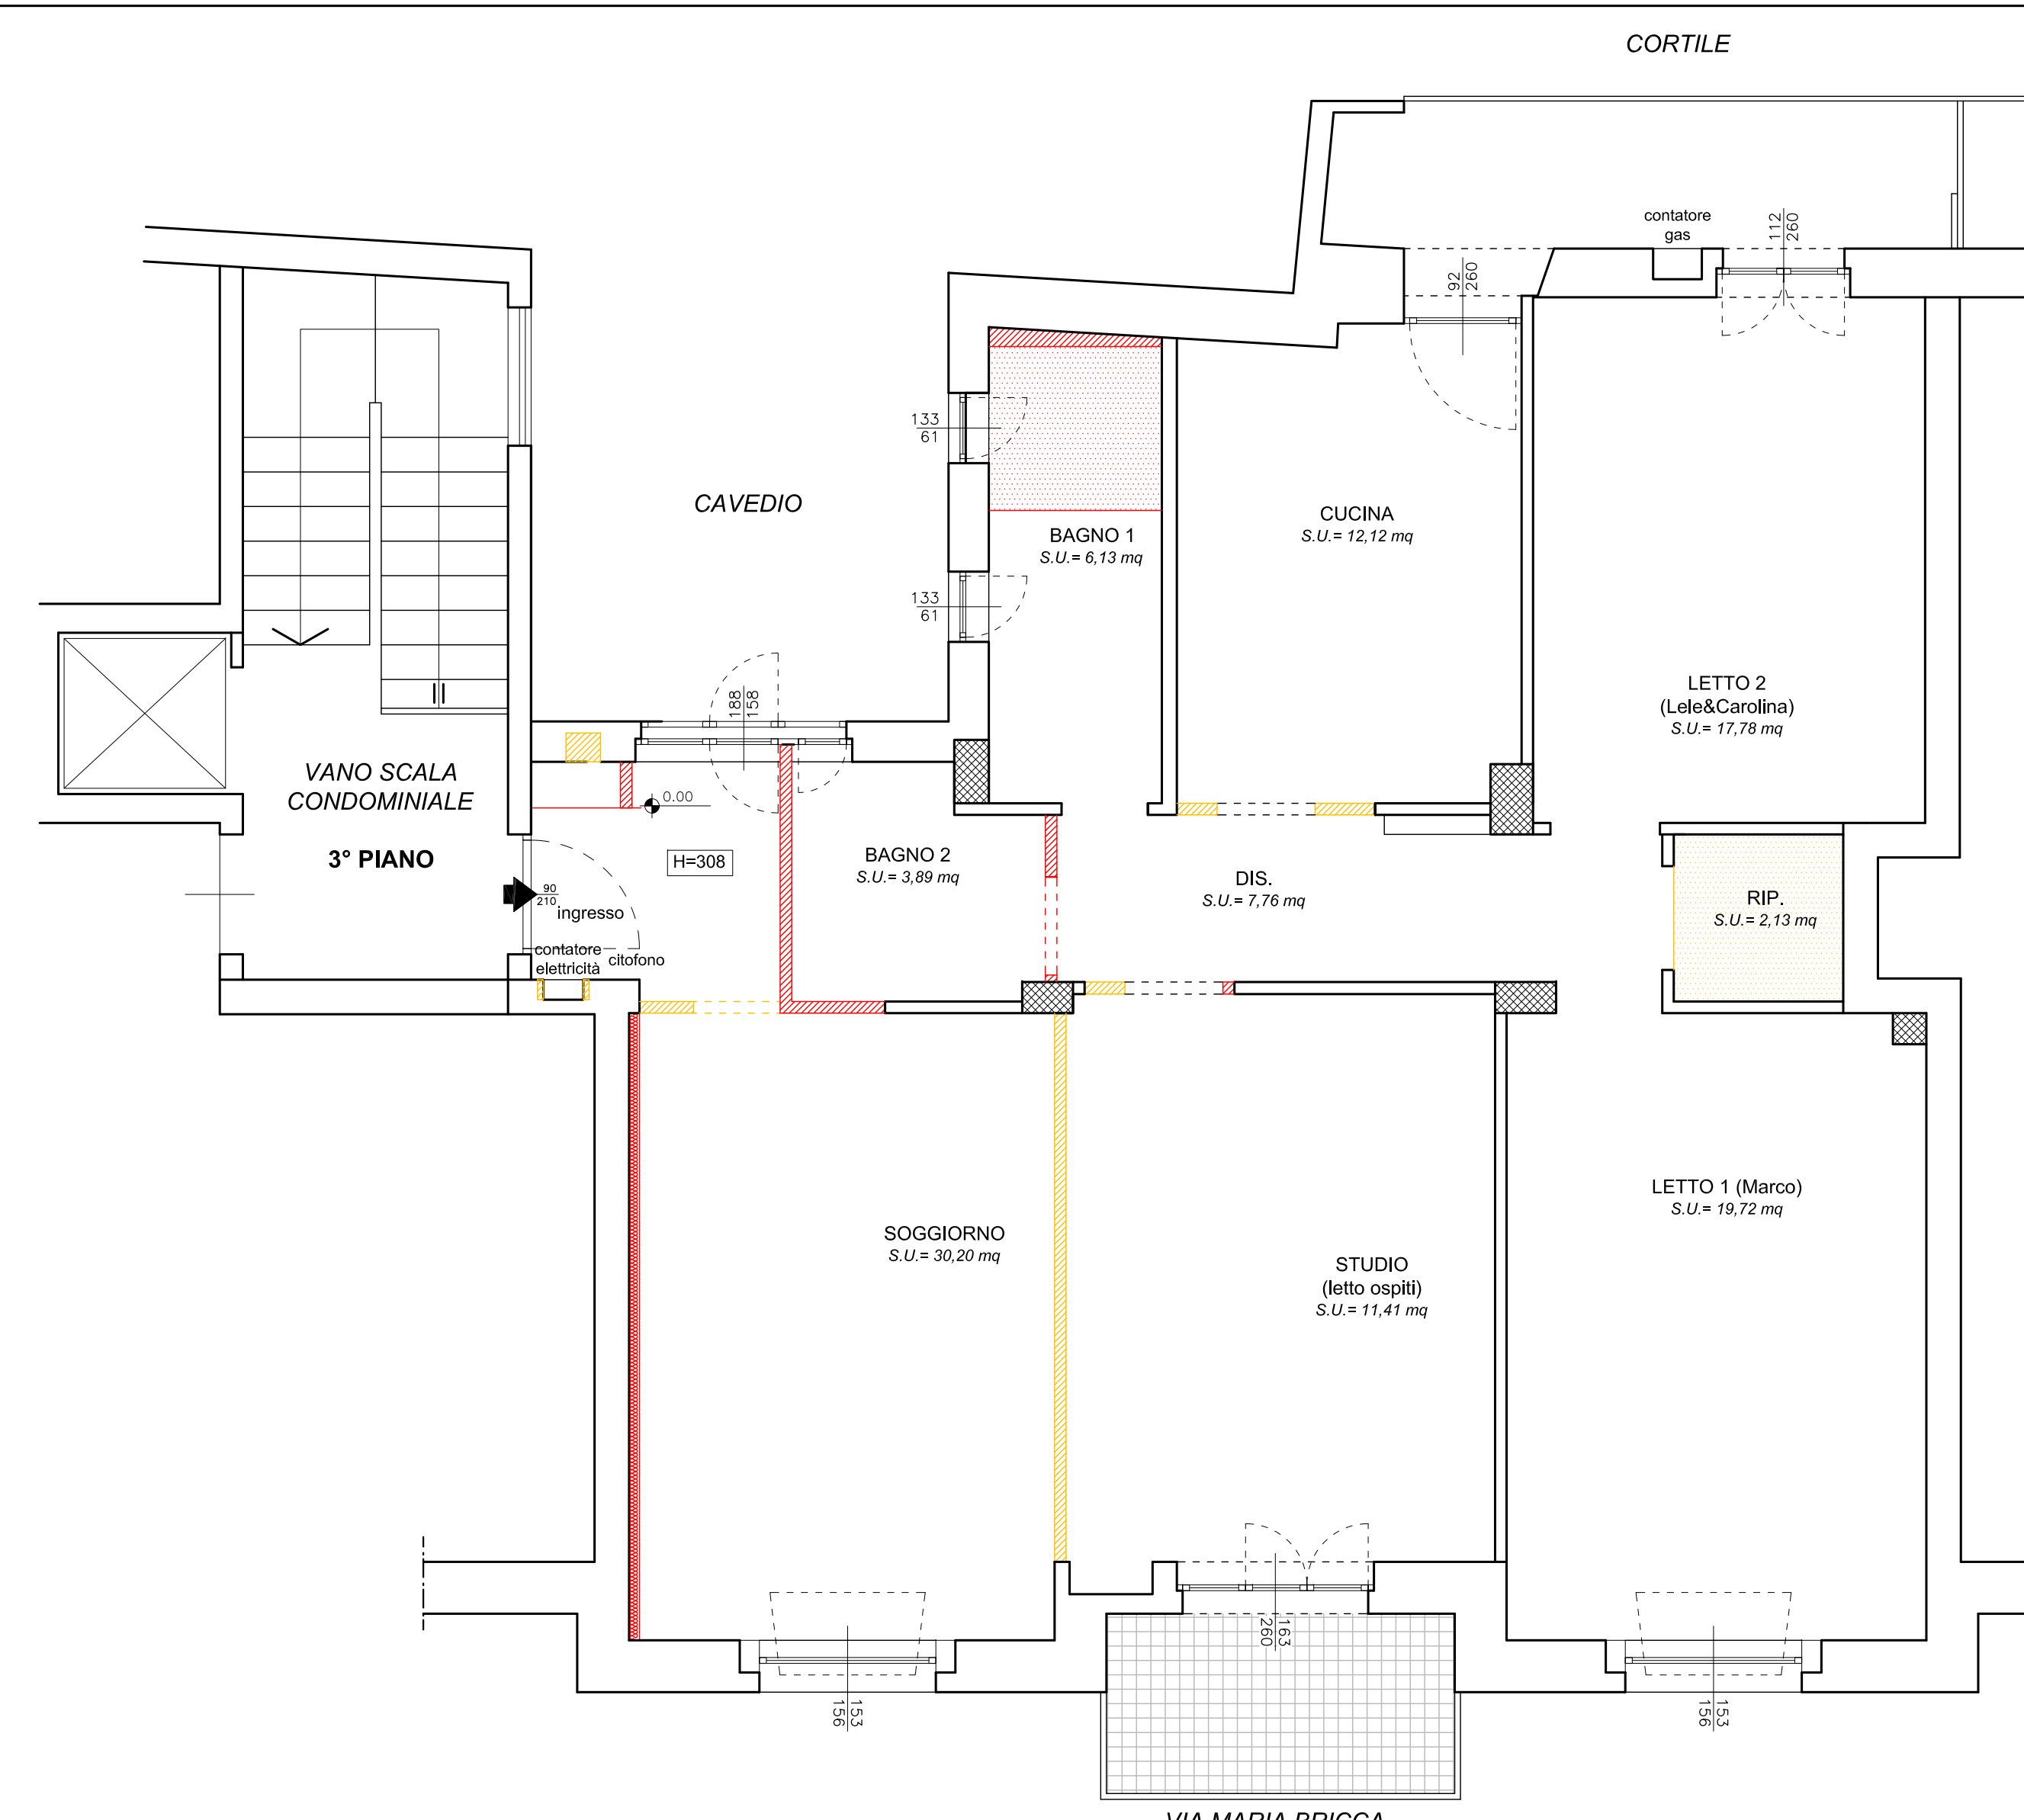 CORTILE
contatore
gas
112
260
92
260
133
61
CAVEDIO
CUCINA
S.U.= 12,12 mq
BAGNO 1
S.U.= 6,13 mq
133
61
188
158
LETTO 2
(Lele&Carolina)
S.U.= 17,78 mq
VANO SCALA
CONDOMINIALE
3° PIANO
0.00
H=308
BAGNO 2
S.U.= 3,89 mq
DIS.
S.U.= 7,76 mq
RIP.
S.U.= 2,13 mq
90
210
ingresso
contatore
elettricità
citofono
LETTO 1 (Marco)
S.U.= 19,72 mq
SOGGIORNO
S.U.= 30,20 mq
STUDIO
(letto ospiti)
S.U.= 11,41 mq
163
260
153
156
153
156
VIA MARIA BRICCA